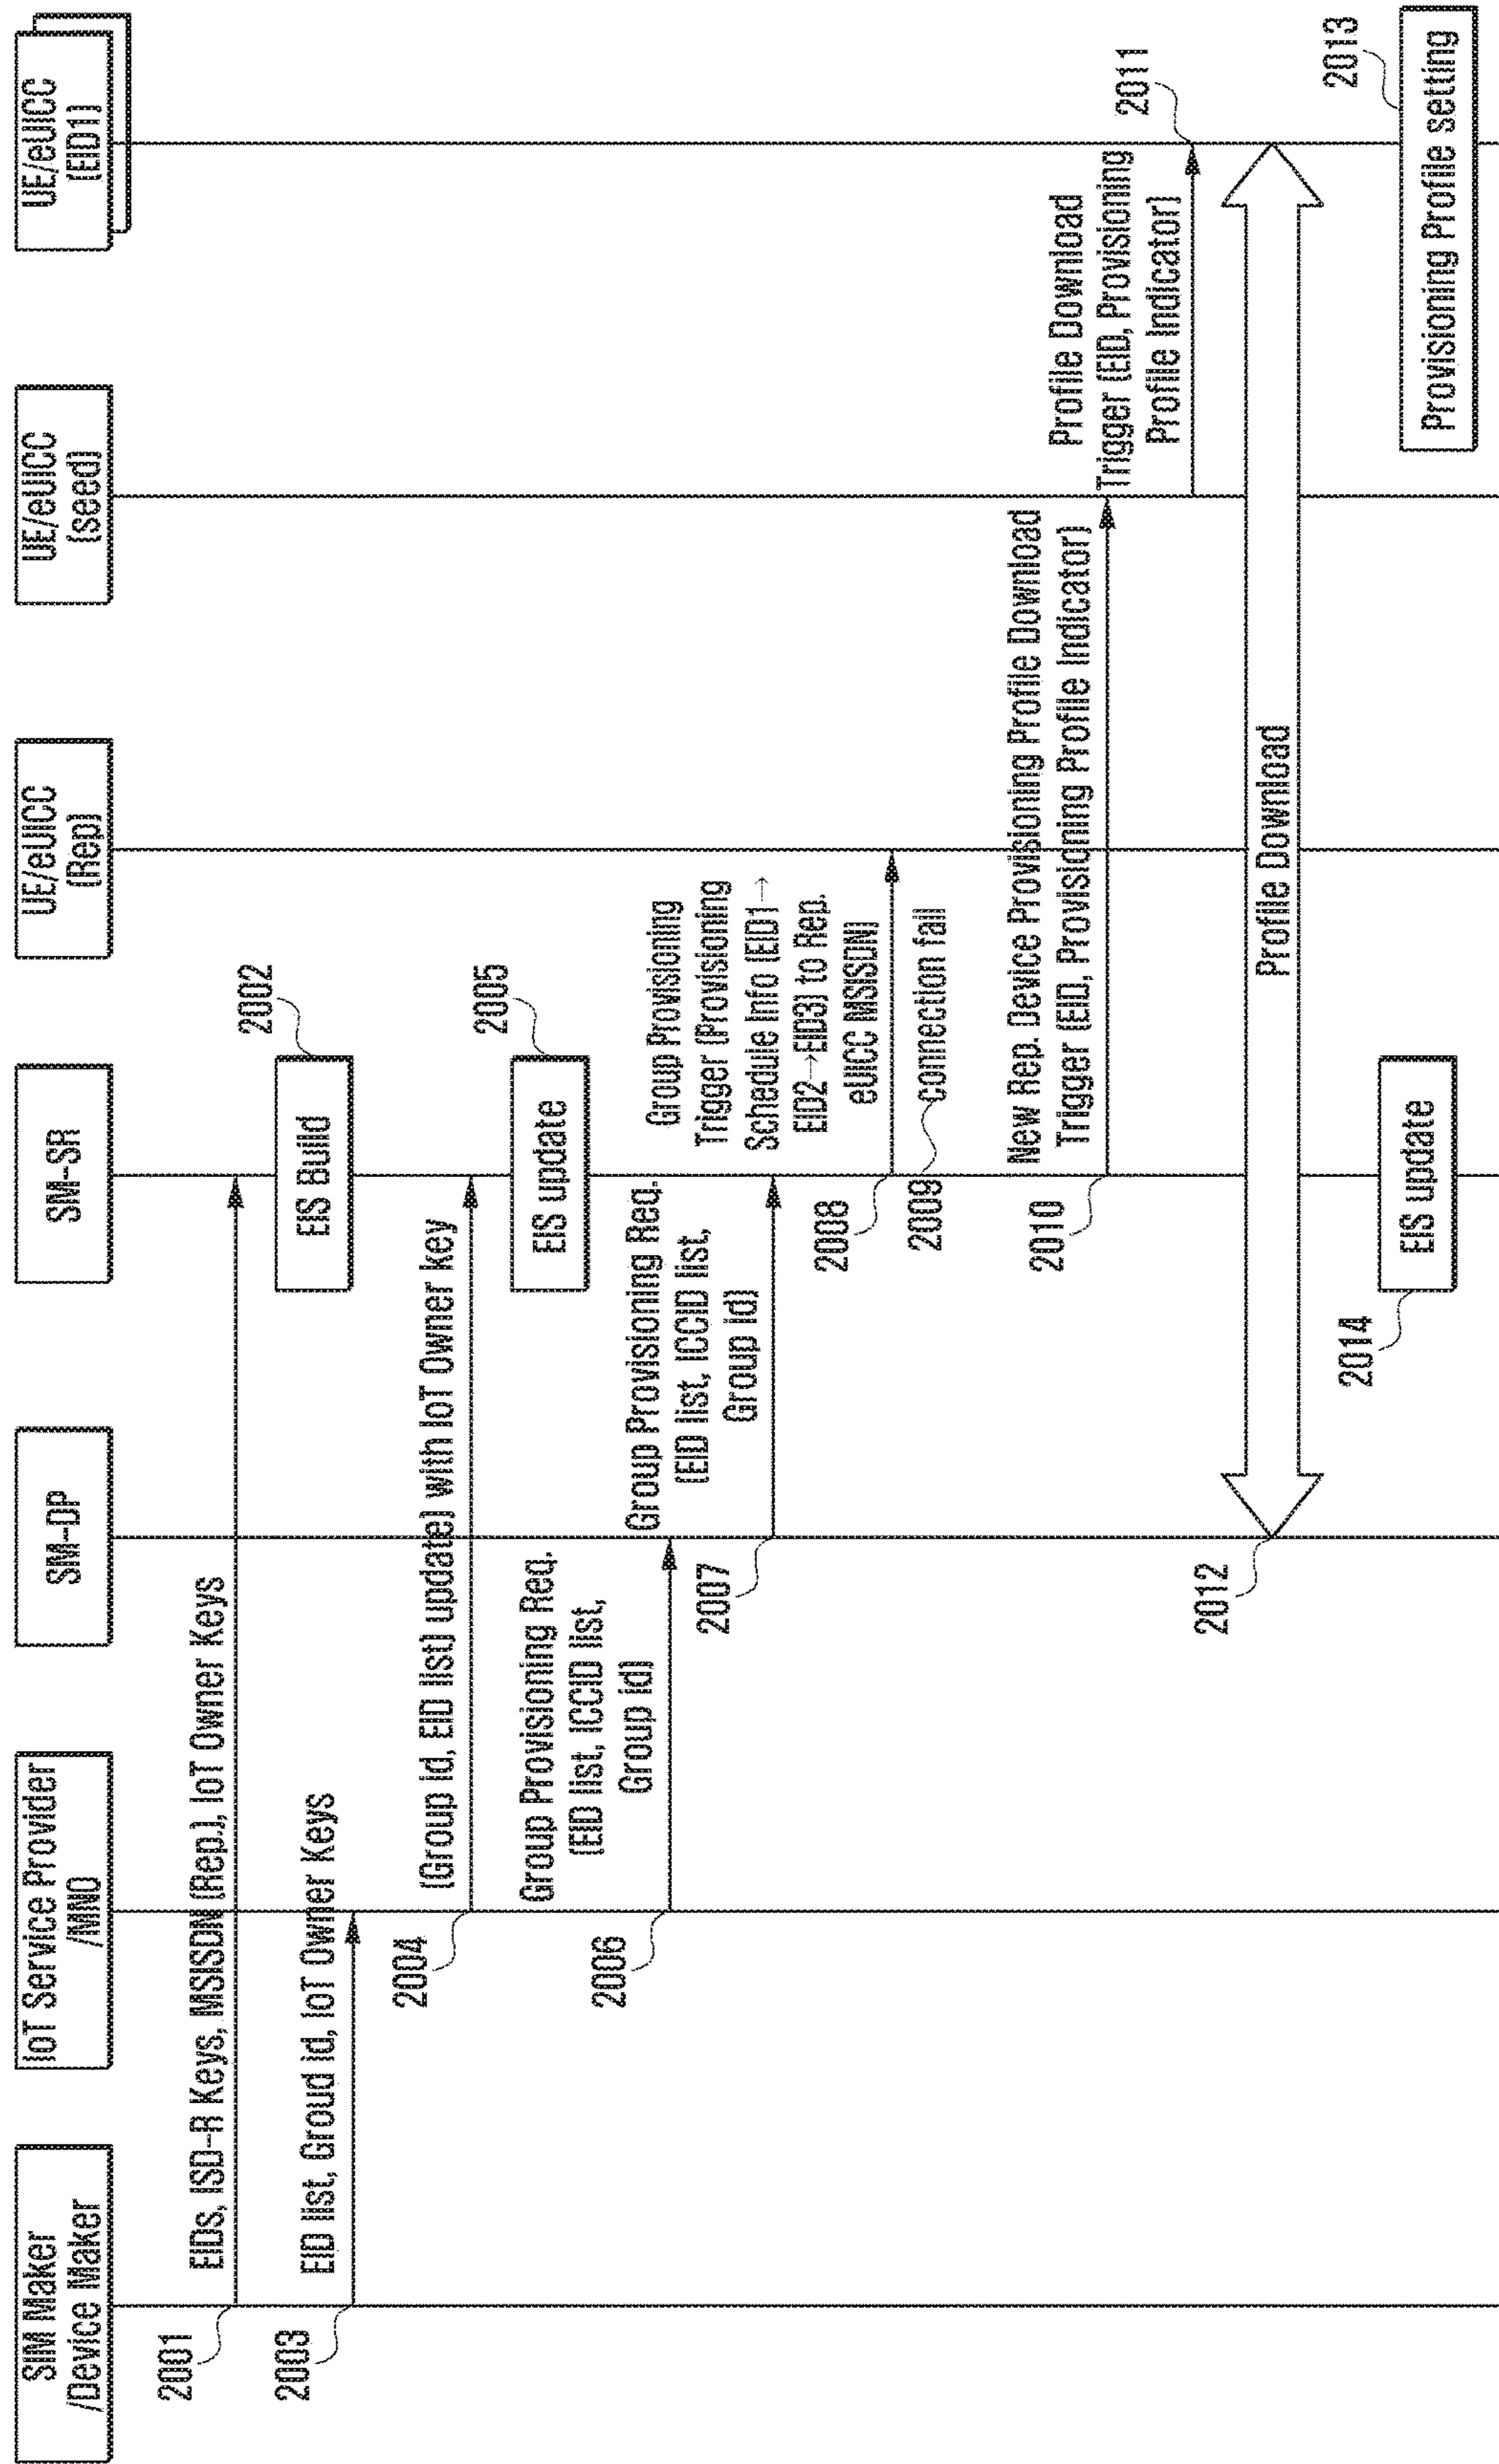 SIM Maker
/Device Maker
IoT Service Provider
/MNO
SM-DP
SM-SR
UE/eUICC
(Rep)
UE/eUICC
(seed)
UE/eUICC
(EID1)
2001
EIDs, ISD-R Keys, MSISDN (Rep.), IoT Owner Keys
EIS Build
2002
2003
EID list, Groud id, IoT Owner Keys
2004
(Group id, EID list) update) with IoT Owner key
EIS update
2005
2006
Group Provisioning Req.
(EID list, ICCID list,
Group id)
2007
Group Provisioning Req.
(EID list, ICCID list,
Group id)
2008
Group Provisioning
Trigger (Provisioning
Schedule Info (EID1→
EID2→EID3) to Rep.
eUICC MSISDN)
2009
connection fail
2010
New Rep. Device Provisioning Profile Download
Trigger (EID, Provisioning Profile Indicator)
Profile Download
Trigger (EID, Provisioning
Profile Indicator)
2011
2012
Profile Download
Provisioning Profile setting
2013
2014
EIS update